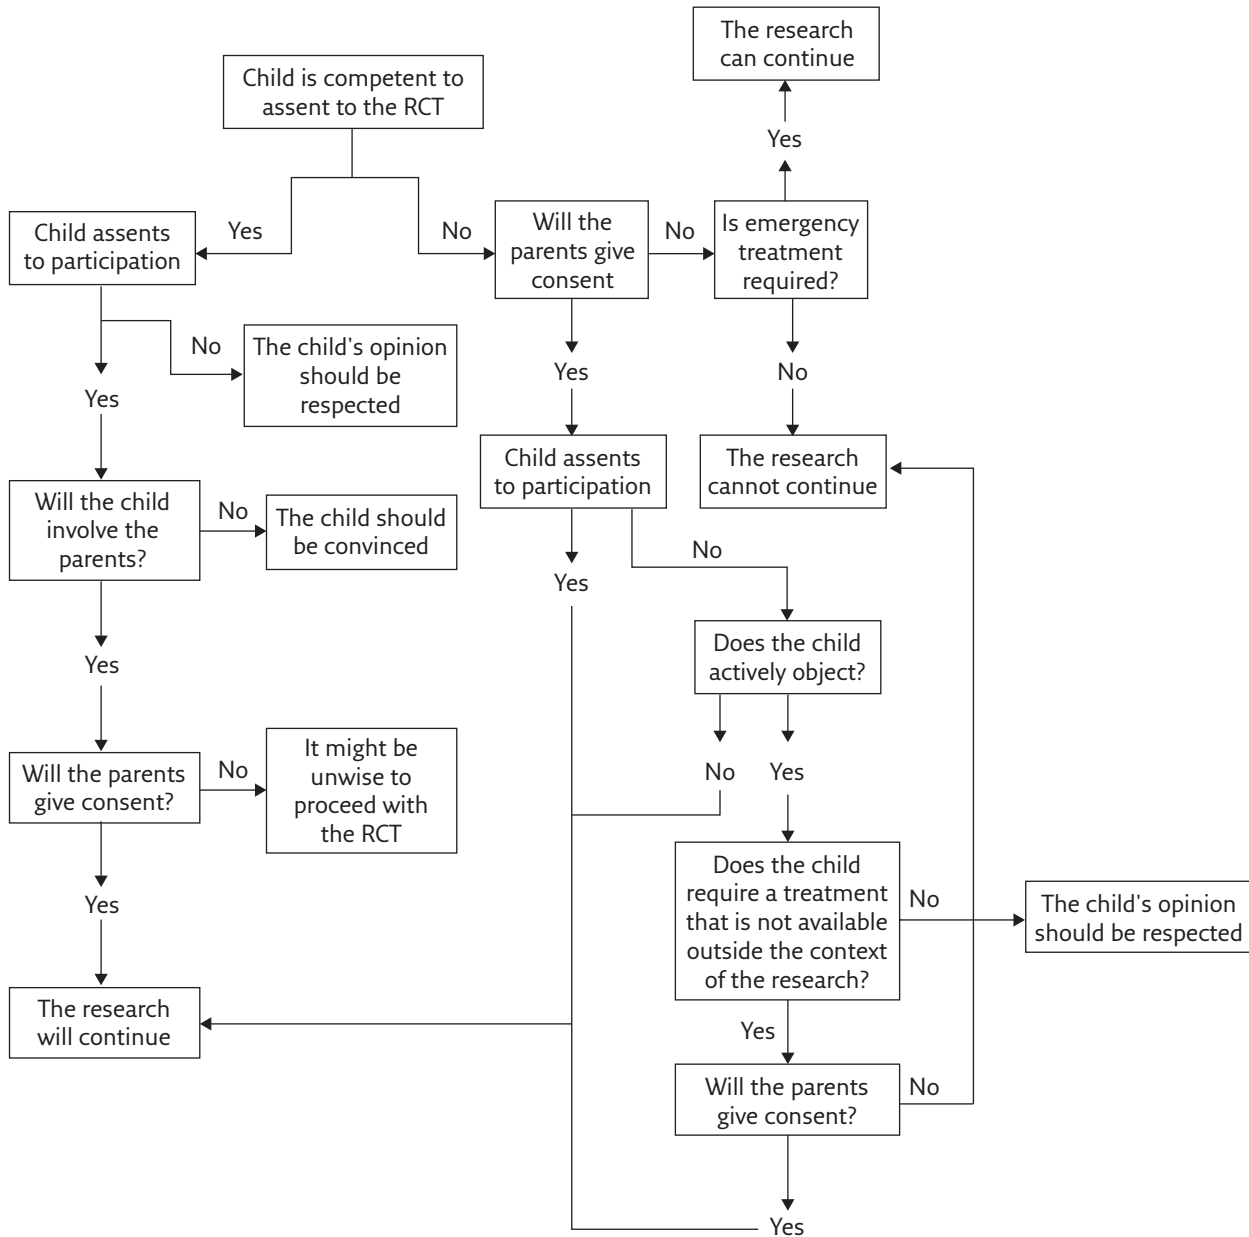 The research
can continue
Child is competent to
assent to the RCT
Yes
Child assents
to participation
Yes
No
Will the
parents give
consent
No
Is emergency
treatment
required?
No
The child's opinion
should be
respected
Yes
Yes
No
Child assents
to participation
The research
cannot continue
Will the child
involve the
parents?
No
The child should
be convinced
Yes
No
Does the child
actively object?
Yes
No
Yes
Will the parents
give consent?
No
It might be
unwise to
proceed with
the RCT
Does the child
require a treatment
that is not available
outside the context
of the research?
No
The child's opinion
should be respected
Yes
The research
will continue
Yes
Will the parents
give consent?
No
Yes